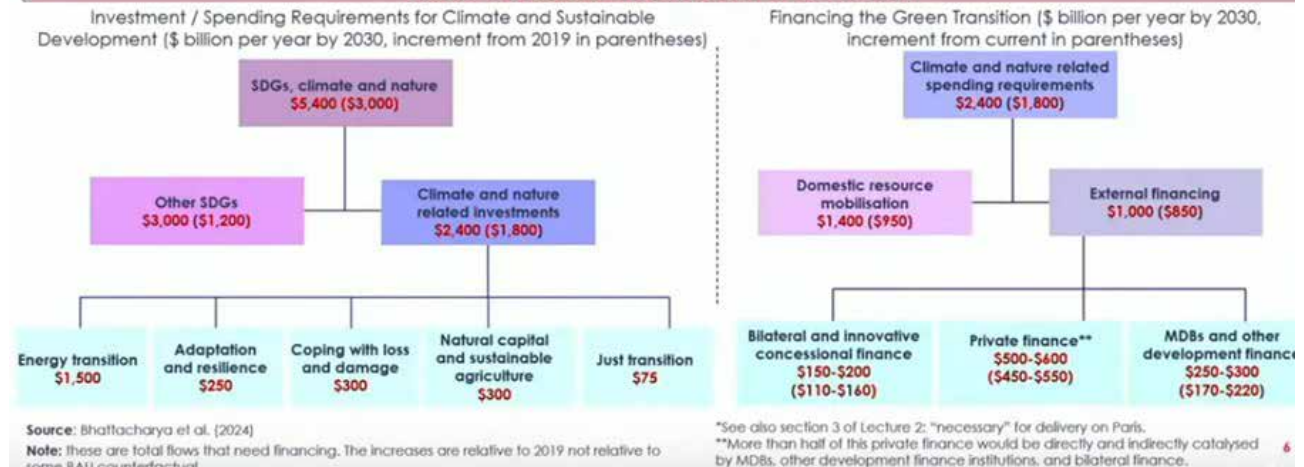 Investment / Spending Requirements for Climate and Sustainable
Development ($ billion per year by 2030, increment from 2019 in parentheses)
SDGs, climate and nature
$5,400 ($3,000)
Other SDGs
$3,000 ($1,200)
Climate and nature
related investments
$2,400 ($1,800)
Energy transition
$1,500
Adaptation
and resilience
$250
Coping with loss
and damage
$300
Natural capital
and sustainable
agriculture
$300
Just transition
$75
Source: Bhattacharya et al. (2024)
Note: these are total flows that need financing. The increases are relative to 2019 not relative to
some BAU counterfactual
Financing the Green Transition ($ billion per year by 2030,
increment from current in parentheses)
Climate and nature related
spending requirements
$2,400 ($1,800)
Domestic resource
mobilisation
$1,400 ($950)
External financing
$1,000 ($850)
Bilateral and innovative
concessional finance
$150-$200
($110-$160)
Private finance**
$500-$600
($450-$550)
MDBs and other
development finance
$250-$300
($170-$220)
*See also section 3 of Lecture 2: "necessary" for delivery on Paris.
**More than half of this private finance would be directly and indirectly catalysed
by MDBs, other development finance institutions, and bilateral finance.
6